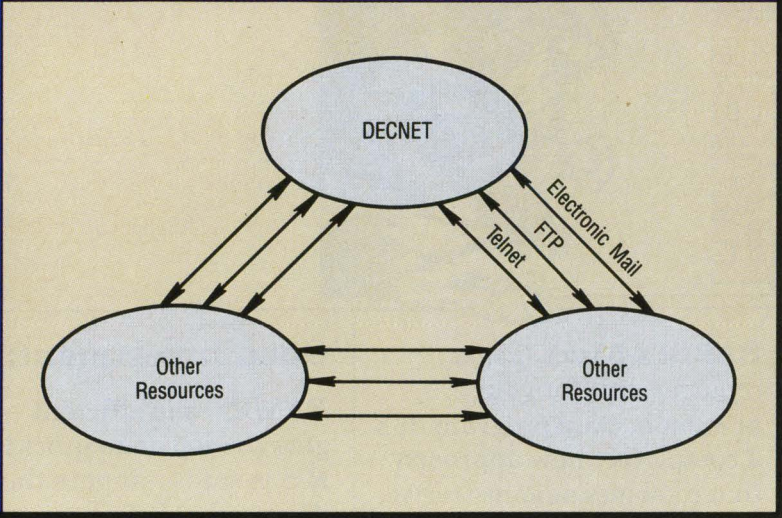 DECNET
Electronic Mail
FTP
Telnet
Other
Resources
Other
Resources